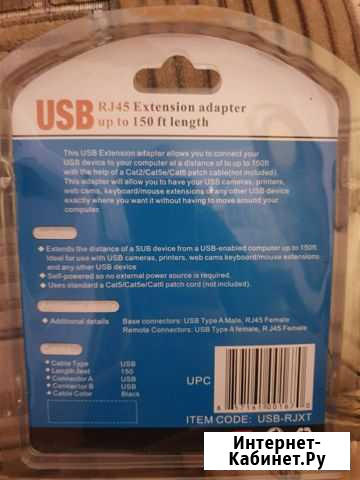 USB RJ45 Extension adapter
up to 150 ft length
This USB Extension adapter allows you to connect your
USB device to your computer at a distance of to up to 150ft
with the help of a Cat2/Cat5e/Cat6 patch cable(not included).
This adapter will allow you to have your USB cameras, printers,
web cams, keyboard/mouse extensions or any other USB device
exactly where you want it without having to move around your
computer.
Extends the distance of a SUB device from a USB-enabled computer up to 150ft
Ideal for use with USB cameras, printers, web cams keyboard/mouse extensions
and any other USB device
Self-powered so no external power source is required.
Uses standard a Cat5/Cat5e/Cat6 patch cord (not included).
Additional details
Base connectors: USB Type A Male, RJ45 Female
Remote Connectors: USB Type A female, RJ45 Female
Cable Type USB
Length,feet 150
Connector A USB
Connector B USB
Cable Color Black
UPC
ITEM CODE: USB-RJXT
Интернет-
Кабинет.Ру